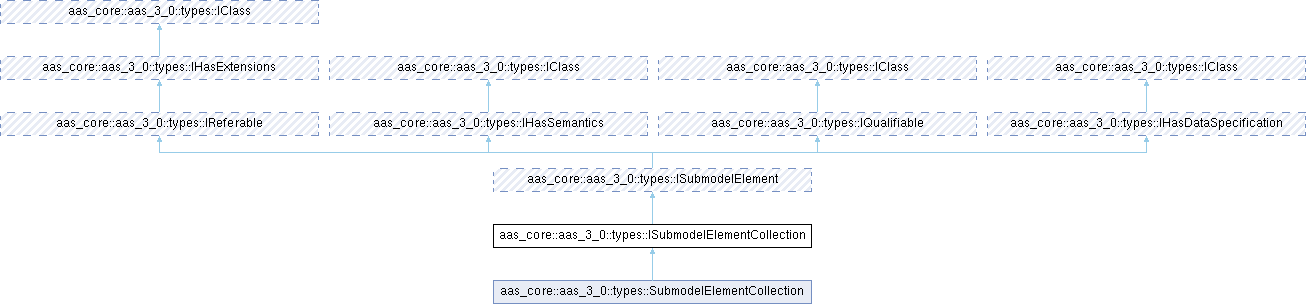 aas_core::aas_3_0::types::IClass
aas_core::aas_3_0::types::IHasExtensions
aas_core::aas_3_0::types::IClass
aas_core::aas_3_0::types::IClass
aas_core::aas_3_0::types::IClass
aas_core::aas_3_0::types::IReferable
aas_core::aas_3_0::types::IHasSemantics
aas_core::aas_3_0::types::IQualifiable
aas_core::aas_3_0::types::IHasDataSpecification
aas_core::aas_3_0::types::ISubmodelElement
aas_core::aas_3_0::types::ISubmodelElementCollection
aas_core::aas_3_0::types::SubmodelElementCollection